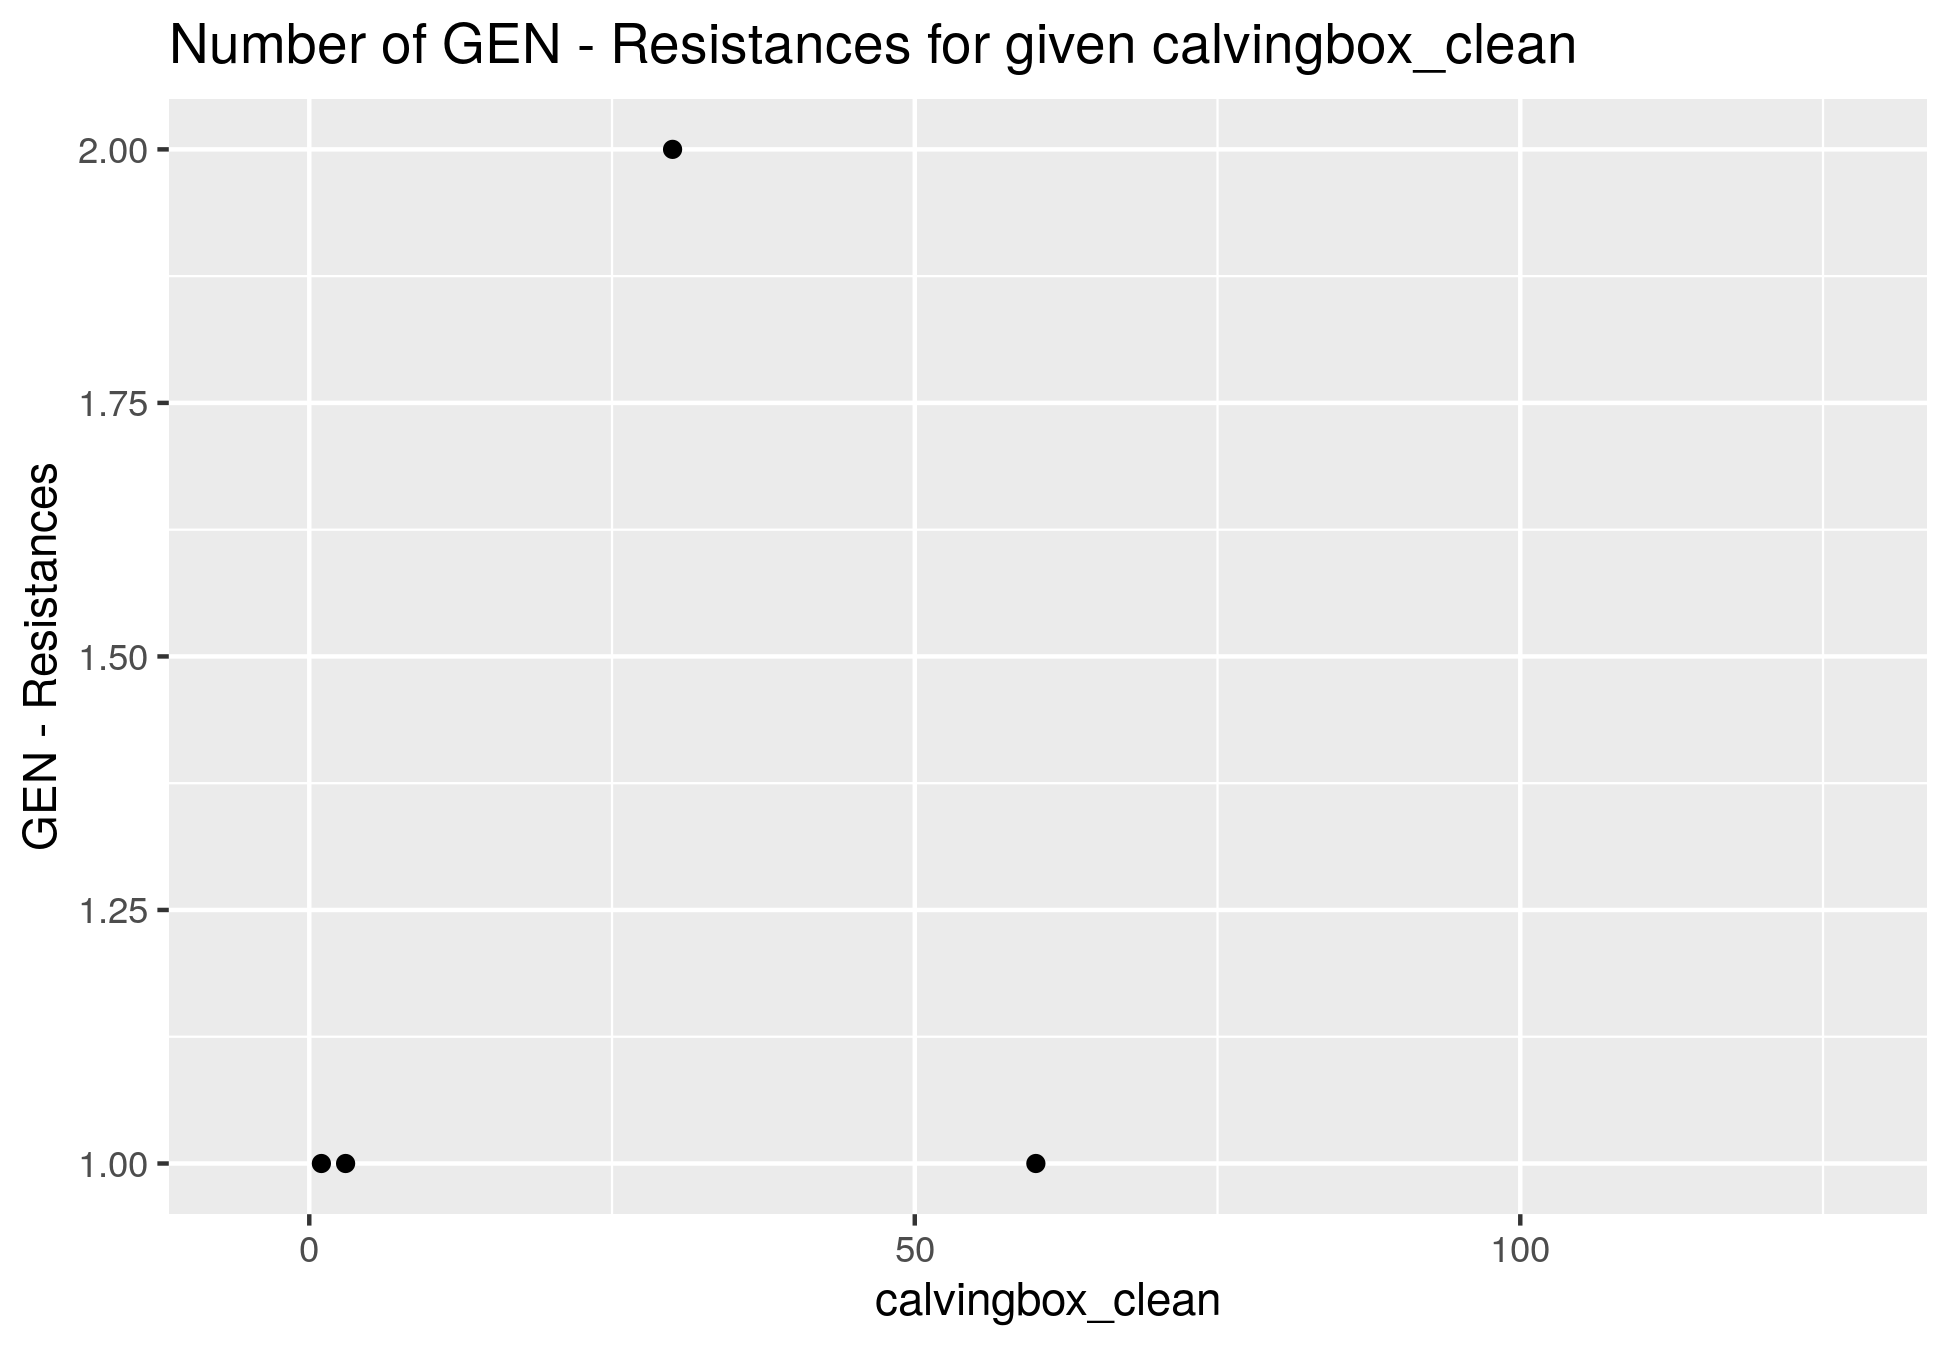 Number of GEN - Resistances for given calvingbox_clean
2.00
1.75
1.50
1.25
1.00
GEN - Resistances
0 50 100
calvingbox_clean